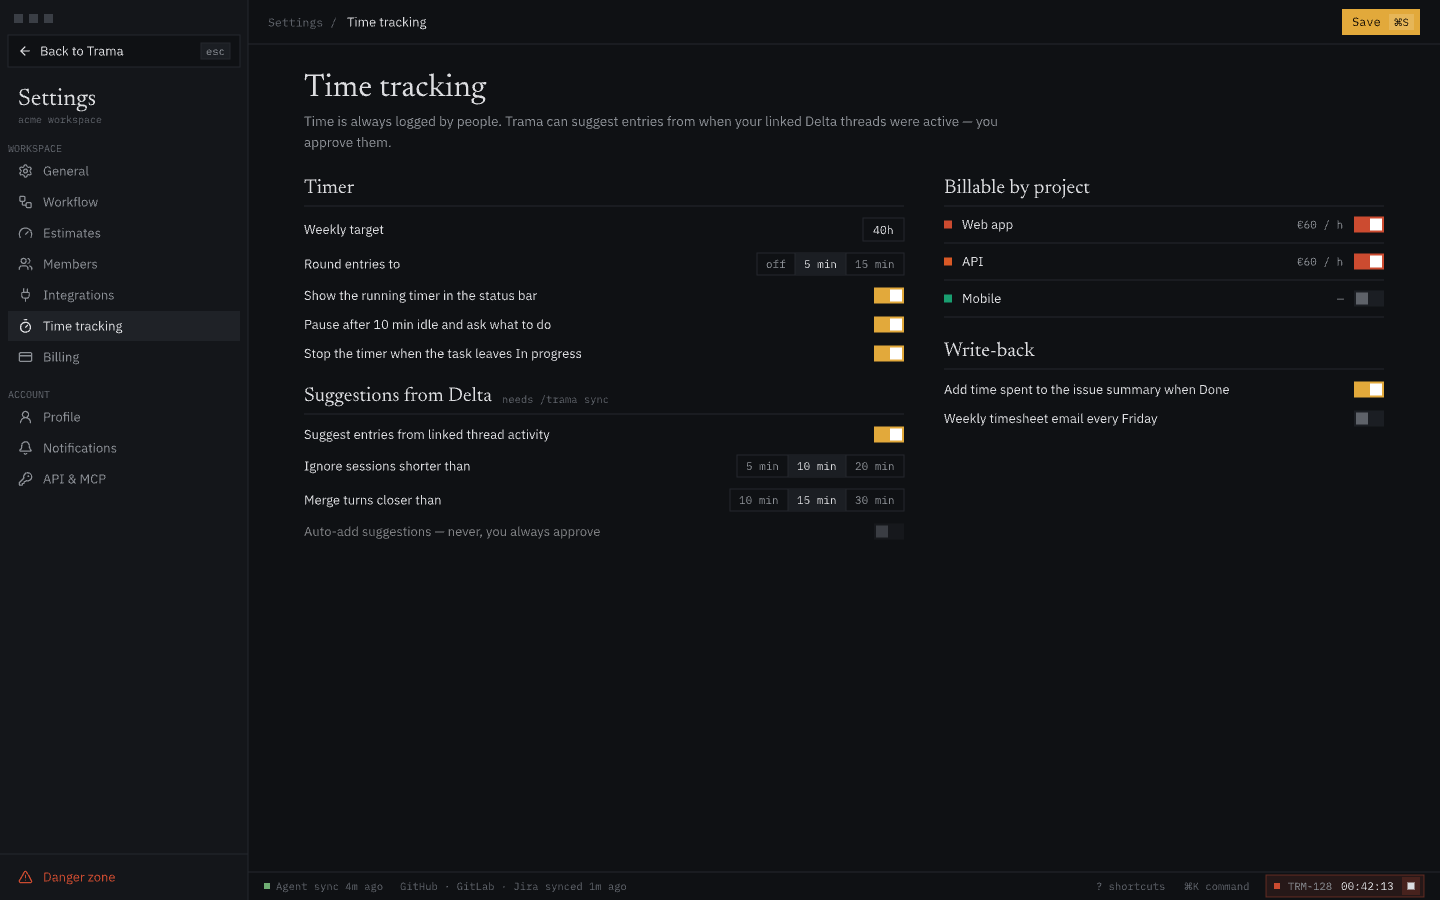 Back to Trama
esc
Settings
acme workspace
WORKSPACE
General
Workflow
Estimates
Members
Integrations
Time tracking
Billing
ACCOUNT
Profile
Notifications
API & MCP
Danger zone
Settings / Time tracking
Save ⌘S
Time tracking
Time is always logged by people. Trama can suggest entries from when your linked Delta threads were active — you
approve them.
Timer
Weekly target 40h
Round entries to off 5 min 15 min
Show the running timer in the status bar
Pause after 10 min idle and ask what to do
Stop the timer when the task leaves In progress
Suggestions from Delta needs /trama sync
Suggest entries from linked thread activity
Ignore sessions shorter than 5 min 10 min 20 min
Merge turns closer than 10 min 15 min 30 min
Auto-add suggestions — never, you always approve
Billable by project
Web app €60 / h
API €60 / h
Mobile —
Write-back
Add time spent to the issue summary when Done
Weekly timesheet email every Friday
Agent sync 4m ago GitHub · GitLab · Jira synced 1m ago
? shortcuts ⌘K command TRM-128 00:42:13